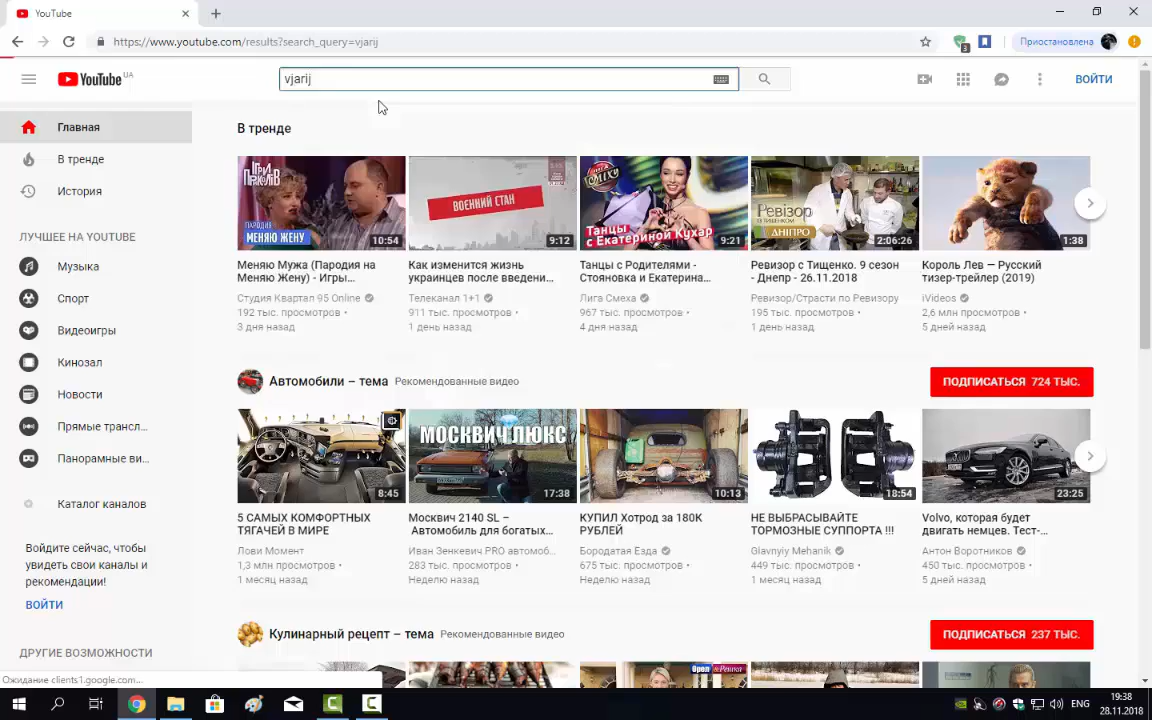 YouTube
https://www.youtube.com/results?search_query=vjarij
3
Приостановлена
YouTube UA
vjarij
ВОЙТИ
Главная
В тренде
История
ЛУЧШЕЕ НА YOUTUBE
Музыка
Спорт
Видеоигры
Кинозал
Новости
Прямые трансл...
Панорамные ви...
Каталог каналов
Войдите сейчас, чтобы
увидеть свои каналы и
рекомендации!
ВОЙТИ
ДРУГИЕ ВОЗМОЖНОСТИ
В тренде
ІГРИ ПРИКОЛІВ
ПАРОДИЯ
МЕНЯЮ ЖЕНУ
10:54
ВОЕННИЙ СТАН
9:12
ЛИГА СМІХУ
Танцы
с Екатериной Кухар
9:21
Ревізор
ІЗ ТИЩЕНКОМ
ДНІПРО
2:06:26
1:38
Меняю Мужа (Пародия на
Меняю Жену) - Игры...
Студия Квартал 95 Online
192 тыс. просмотров •
3 дня назад
Как изменится жизнь
украинцев после введени...
Телеканал 1+1
911 тыс. просмотров •
1 день назад
Танцы с Родителями -
Стояновка и Екатерина...
Лига Смеха
967 тыс. просмотров •
4 дня назад
Ревизор с Тищенко. 9 сезон
- Днепр - 26.11.2018
Ревизор/Страсти по Ревизору
195 тыс. просмотров •
1 день назад
Король Лев — Русский
тизер-трейлер (2019)
iVideos
2,6 млн просмотров •
5 дней назад
Автомобили – тема Рекомендованные видео
ПОДПИСАТЬСЯ 724 ТЫС.
8:45
МОСКВИЧ ЛЮКС
17:38
10:13
18:54
23:25
5 САМЫХ КОМФОРТНЫХ
ТЯГАЧЕЙ В МИРЕ
Лови Момент
1,3 млн просмотров •
1 месяц назад
Москвич 2140 SL –
Автомобиль для богатых...
Иван Зенкевич PRO автомоб...
283 тыс. просмотров •
Неделю назад
КУПИЛ Хотрод за 180К
РУБЛЕЙ
Бородатая Езда
675 тыс. просмотров •
Неделю назад
НЕ ВЫБРАСЫВАЙТЕ
ТОРМОЗНЫЕ СУППОРТА !!!
Glavnyiy Mehanik
449 тыс. просмотров •
1 месяц назад
Volvo, которая будет
двигать немцев. Тест-...
Антон Воротников
450 тыс. просмотров •
5 дней назад
Кулинарный рецепт – тема Рекомендованные видео
ПОДПИСАТЬСЯ 237 ТЫС.
Ожидание clients1.google.com...
ENG
19:38
28.11.2018